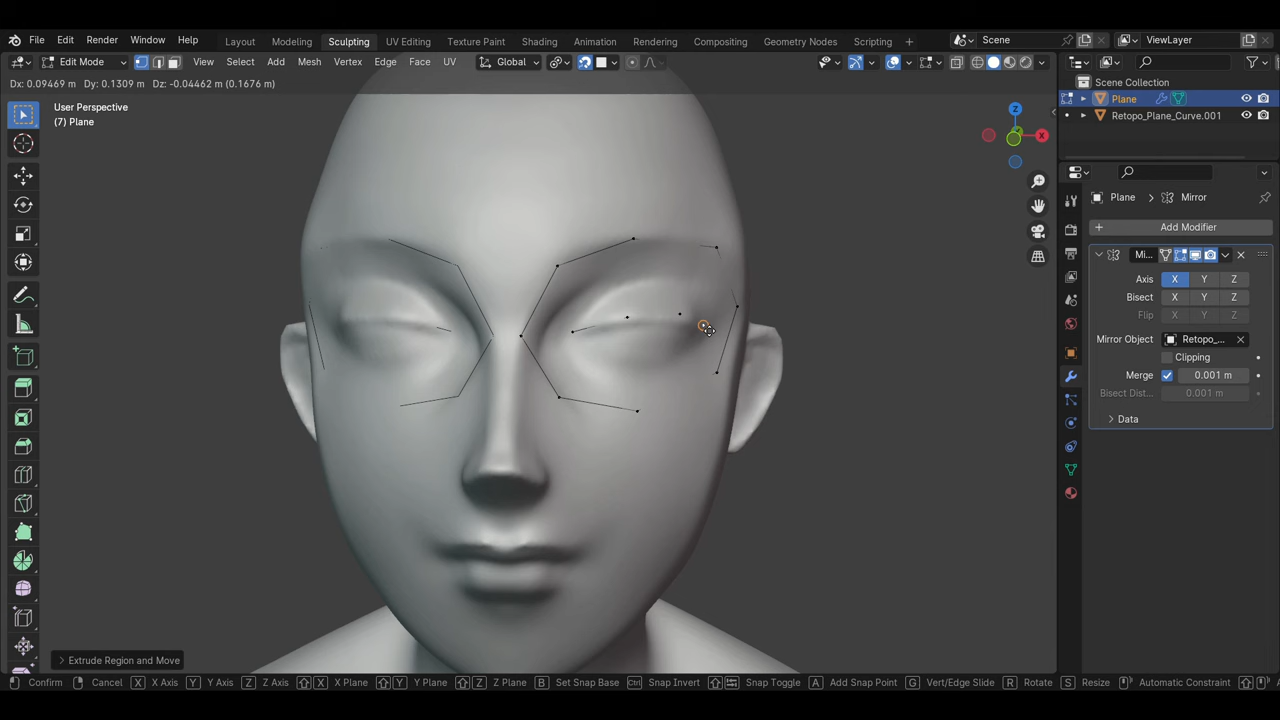 File Edit Render Window Help Layout Modeling Sculpting UV Editing Texture Paint Shading Animation Rendering Compositing Geometry Nodes Scripting + Scene ViewLayer
Edit Mode View Select Add Mesh Vertex Edge Face UV Global
Dx: 0.09469 m Dy: 0.1309 m Dz: -0.04462 m (0.1676 m)
User Perspective
(7) Plane
Z
X
Scene Collection
Plane
Retopo_Plane_Curve.001
Plane > Mirror
+ Add Modifier
Mi...
Axis X Y Z
Bisect X Y Z
Flip X Y Z
Mirror Object Retopo_...
Clipping
Merge 0.001 m
Bisect Dist... 0.001 m
Data
Extrude Region and Move
Confirm Cancel X X Axis Y Y Axis Z Z Axis X X Plane Y Y Plane Z Z Plane B Set Snap Base Ctrl Snap Invert Snap Toggle A Add Snap Point G Vert/Edge Slide R Rotate S Resize Automatic Constraint